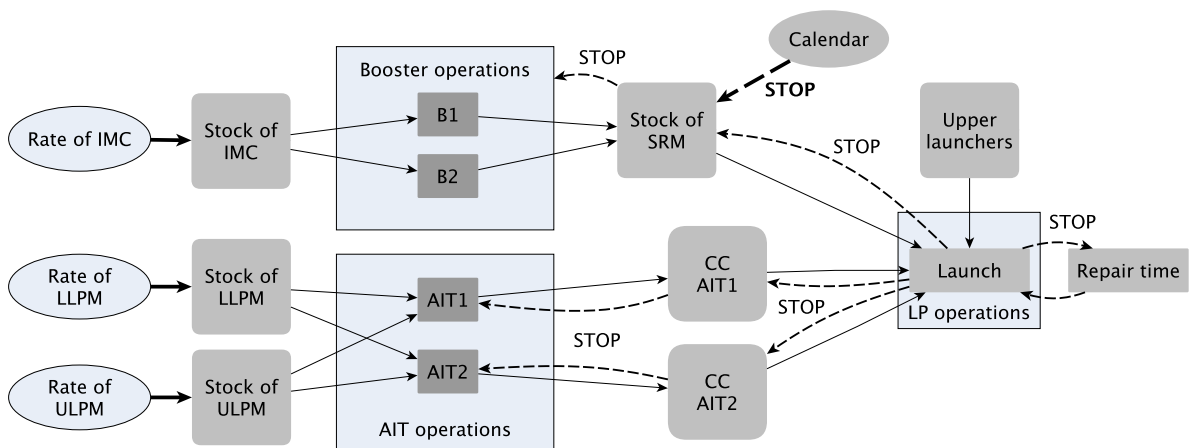 Calendar
STOP
STOP
Booster operations
B1
B2
Rate of IMC
Stock of
IMC
Stock of
SRM
Upper
launchers
STOP
STOP
Rate of
LLPM
Stock of
LLPM
AIT1
CC
AIT1
Launch
Repair time
LP operations
STOP
STOP
Rate of
ULPM
Stock of
ULPM
AIT2
CC
AIT2
AIT operations